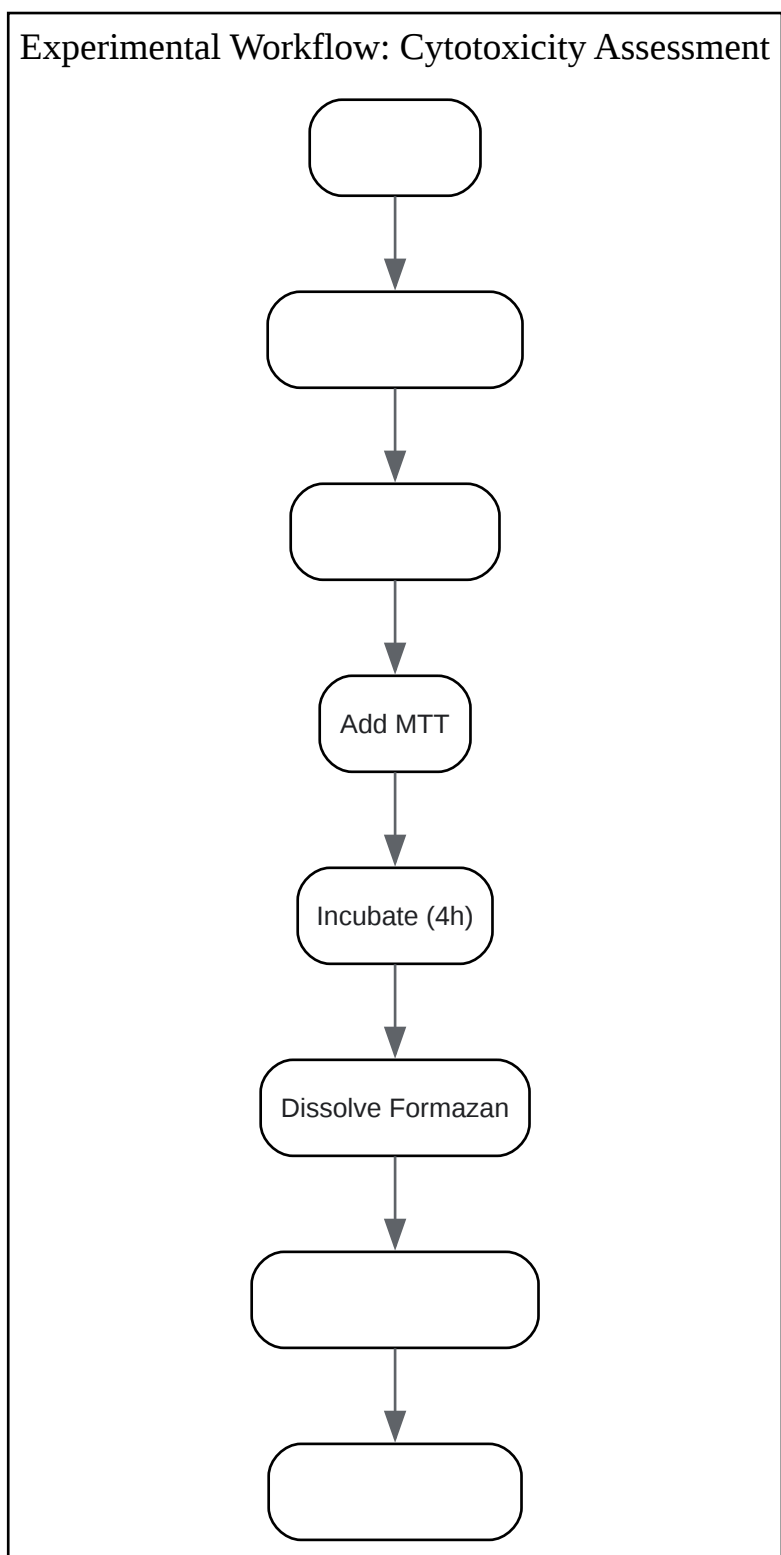 Experimental Workflow: Cytotoxicity Assessment
Add MTT
Incubate (4h)
Dissolve Formazan